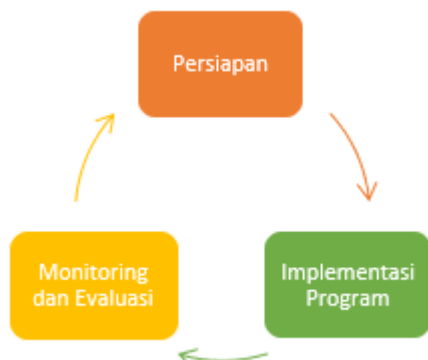 Persiapan
Implementasi
Program
Monitoring
dan Evaluasi